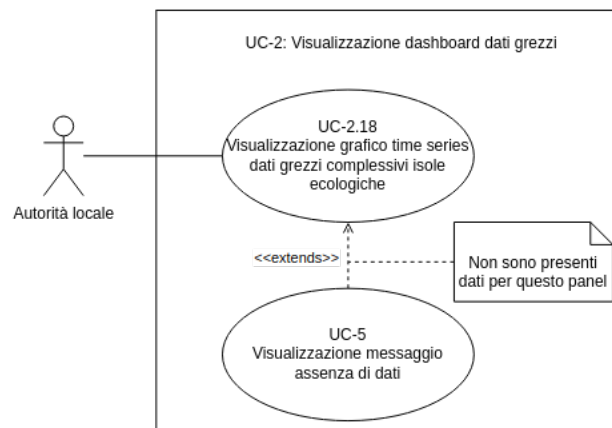 UC-2: Visualizzazione dashboard dati grezzi
UC-2.18
Visualizzazione grafico time series
dati grezzi complessivi isole
ecologiche
Autorità locale
<<extends>>
Non sono presenti
dati per questo panel
UC-5
Visualizzazione messaggio
assenza di dati